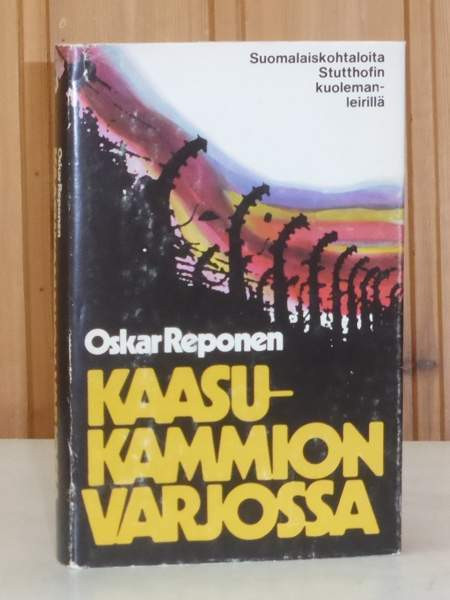 Suomalaiskohtaloita
Stutthofin
kuoleman-
leirillä
Oskar Reponen
Oskar Reponen
KAASU-
KAMMION
VARJOSSA